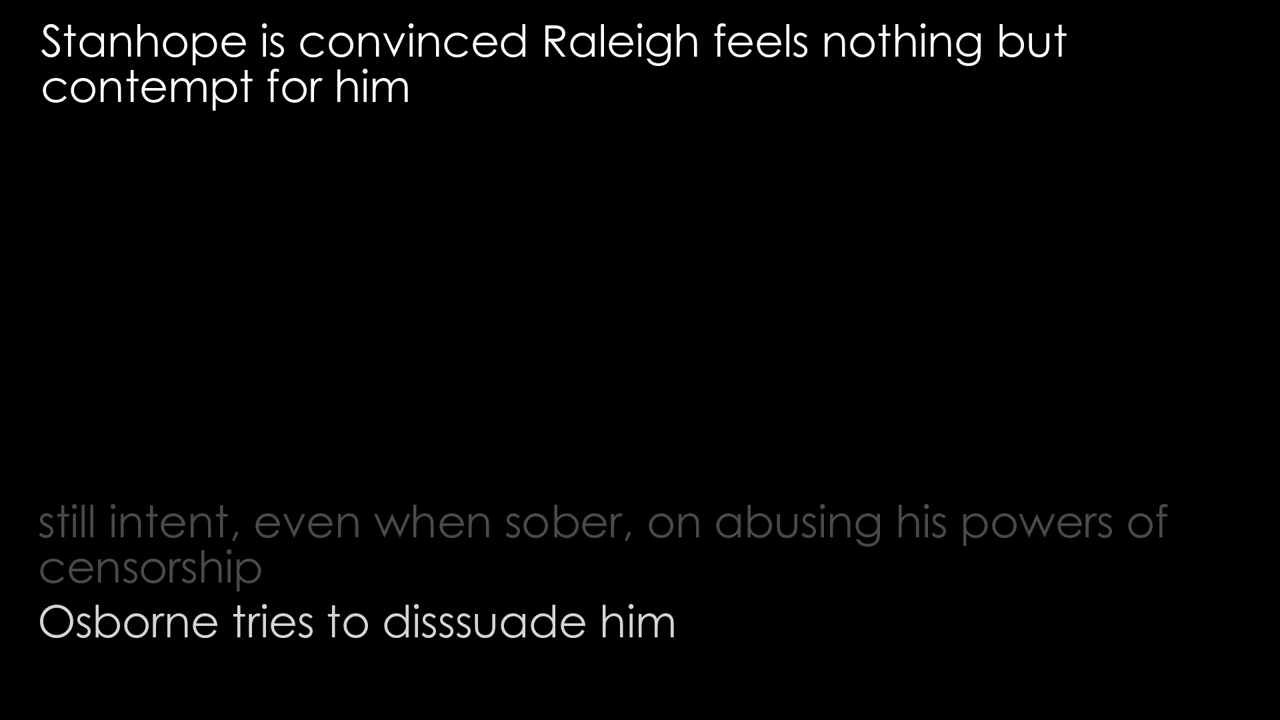 Stanhope is convinced Raleigh feels nothing but
contempt for him
still intent, even when sober, on abusing his powers of
censorship
Osborne tries to disssuade him